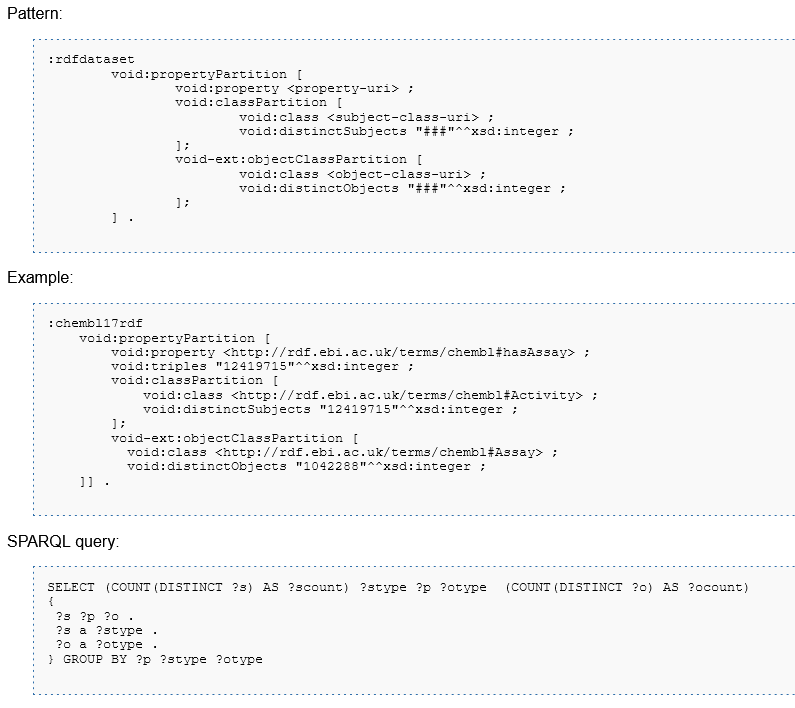 Pattern:
:rdfdataset
        void:propertyPartition [
                void:property <property-uri> ;
                void:classPartition [
                        void:class <subject-class-uri> ;
                        void:distinctSubjects "###"^^xsd:integer ;
                ];
                void-ext:objectClassPartition [
                        void:class <object-class-uri> ;
                        void:distinctObjects "###"^^xsd:integer ;
                ];
        ] .
Example:
:chembl17rdf
    void:propertyPartition [
        void:property <http://rdf.ebi.ac.uk/terms/chembl#hasAssay> ;
        void:triples "12419715"^^xsd:integer ;
        void:classPartition [
            void:class <http://rdf.ebi.ac.uk/terms/chembl#Activity> ;
            void:distinctSubjects "12419715"^^xsd:integer ;
        ];
        void-ext:objectClassPartition [
          void:class <http://rdf.ebi.ac.uk/terms/chembl#Assay> ;
          void:distinctObjects "1042288"^^xsd:integer ;
    ]] .
SPARQL query:
SELECT (COUNT(DISTINCT ?s) AS ?scount) ?stype ?p ?otype  (COUNT(DISTINCT ?o) AS ?ocount)
{
 ?s ?p ?o .
 ?s a ?stype .
 ?o a ?otype .
} GROUP BY ?p ?stype ?otype